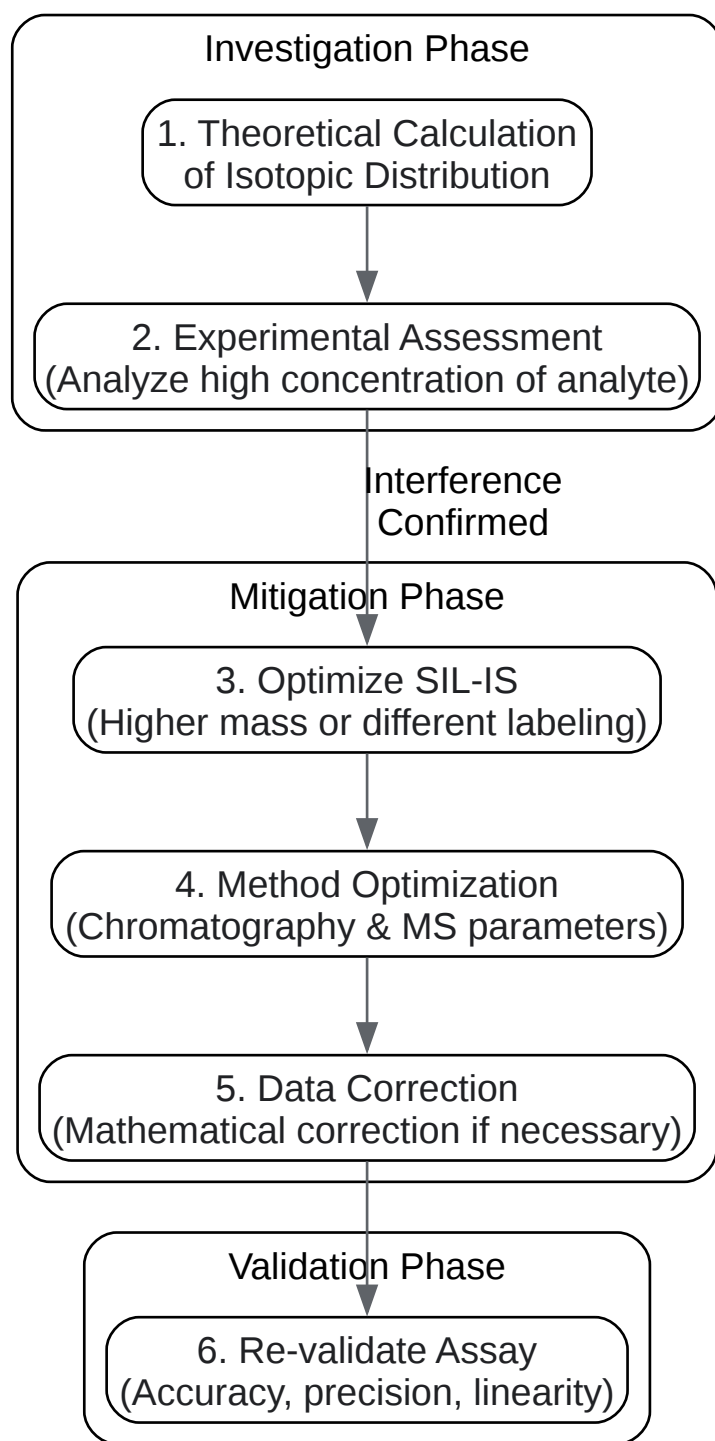 Investigation Phase
1. Theoretical Calculation
of Isotopic Distribution
2. Experimental Assessment
(Analyze high concentration of analyte)
Interference
Confirmed
Mitigation Phase
3. Optimize SIL-IS
(Higher mass or different labeling)
4. Method Optimization
(Chromatography & MS parameters)
5. Data Correction
(Mathematical correction if necessary)
Validation Phase
6. Re-validate Assay
(Accuracy, precision, linearity)